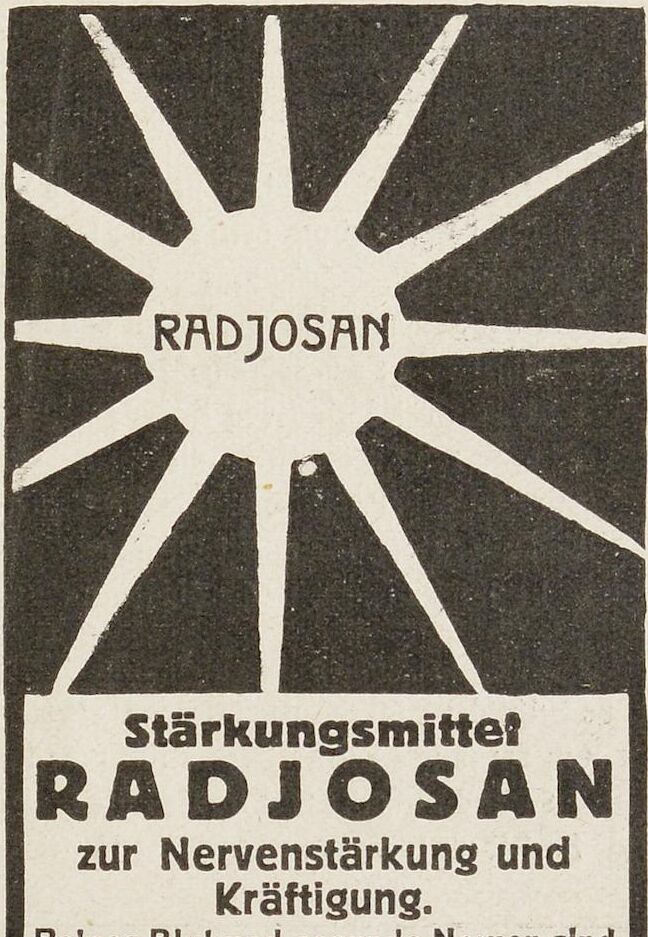 RADJOSAN
Stärkungsmittel
RADJOSAN
zur Nervenstärkung und
Kräftigung.